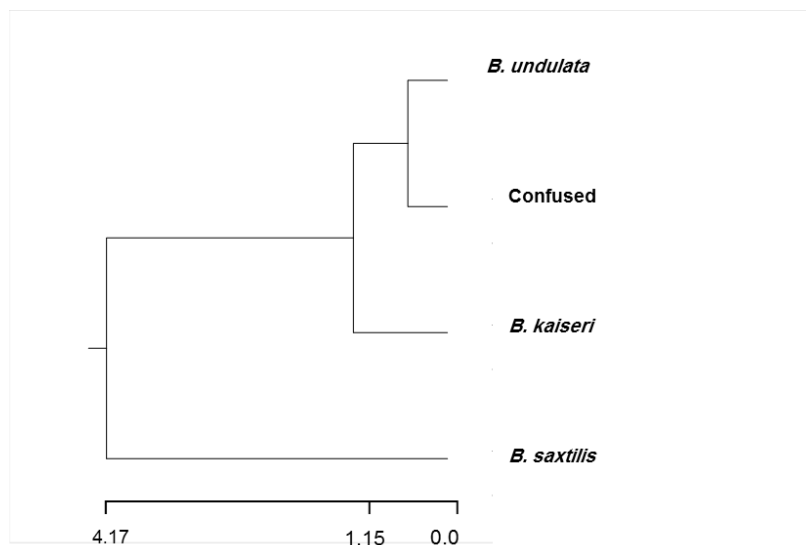 B. undulata
Confused
B. kaiseri
B. saxtilis
4.17 1.15 0.0